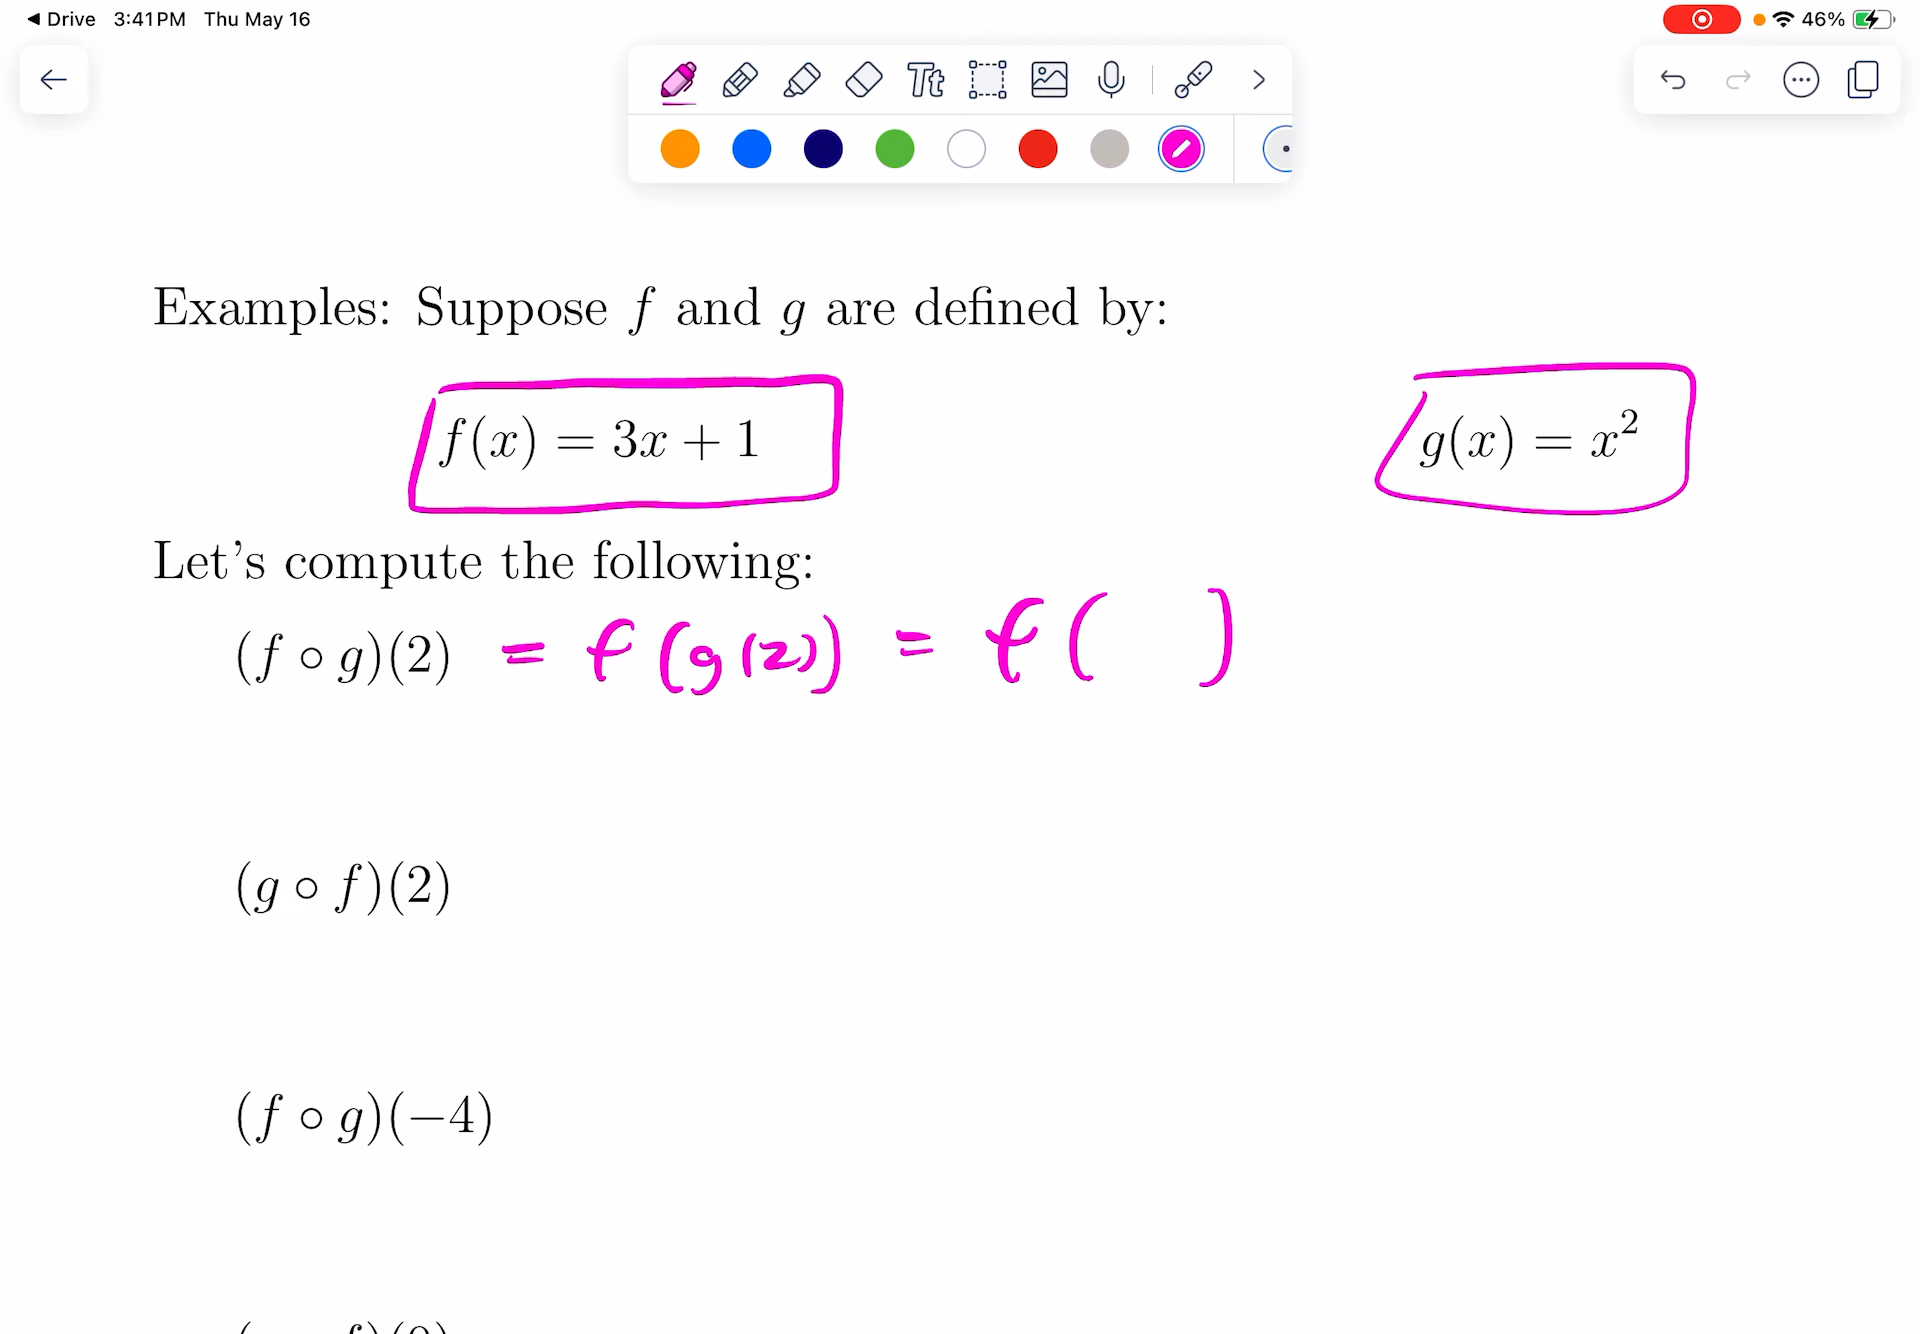 Drive 3:41 PM Thu May 16
46%
Tt
Examples: Suppose f and g are defined by:
f(x) = 3x + 1
g(x) = x²
Let's compute the following:
(f ∘ g)(2) = f(g(2)) = f( )
(g ∘ f)(2)
(f ∘ g)(−4)